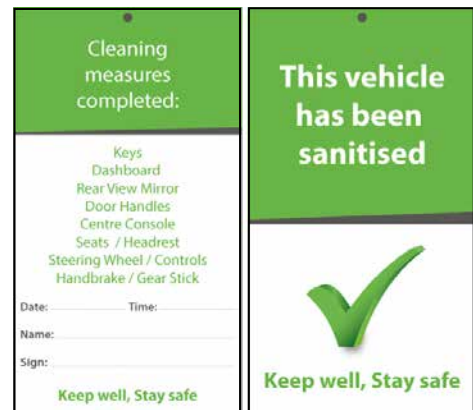 Cleaning
measures
completed:
Keys
Dashboard
Rear View Mirror
Door Handles
Centre Console
Seats / Headrest
Steering Wheel / Controls
Handbrake / Gear Stick
Date: Time:
Name:
Sign:
Keep well, Stay safe
This vehicle
has been
sanitised
Keep well, Stay safe